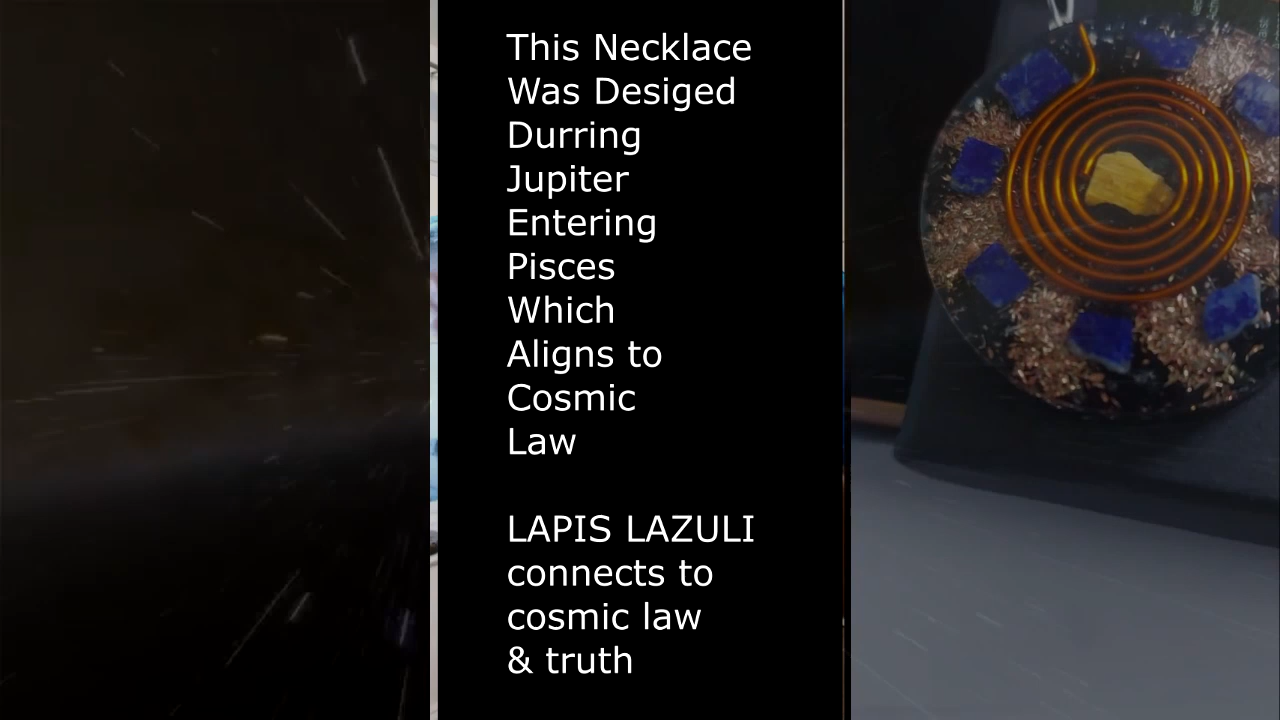 This Necklace
Was Desiged
Durring
Jupiter
Entering
Pisces
Which
Aligns to
Cosmic
Law
LAPIS LAZULI
connects to
cosmic law
& truth